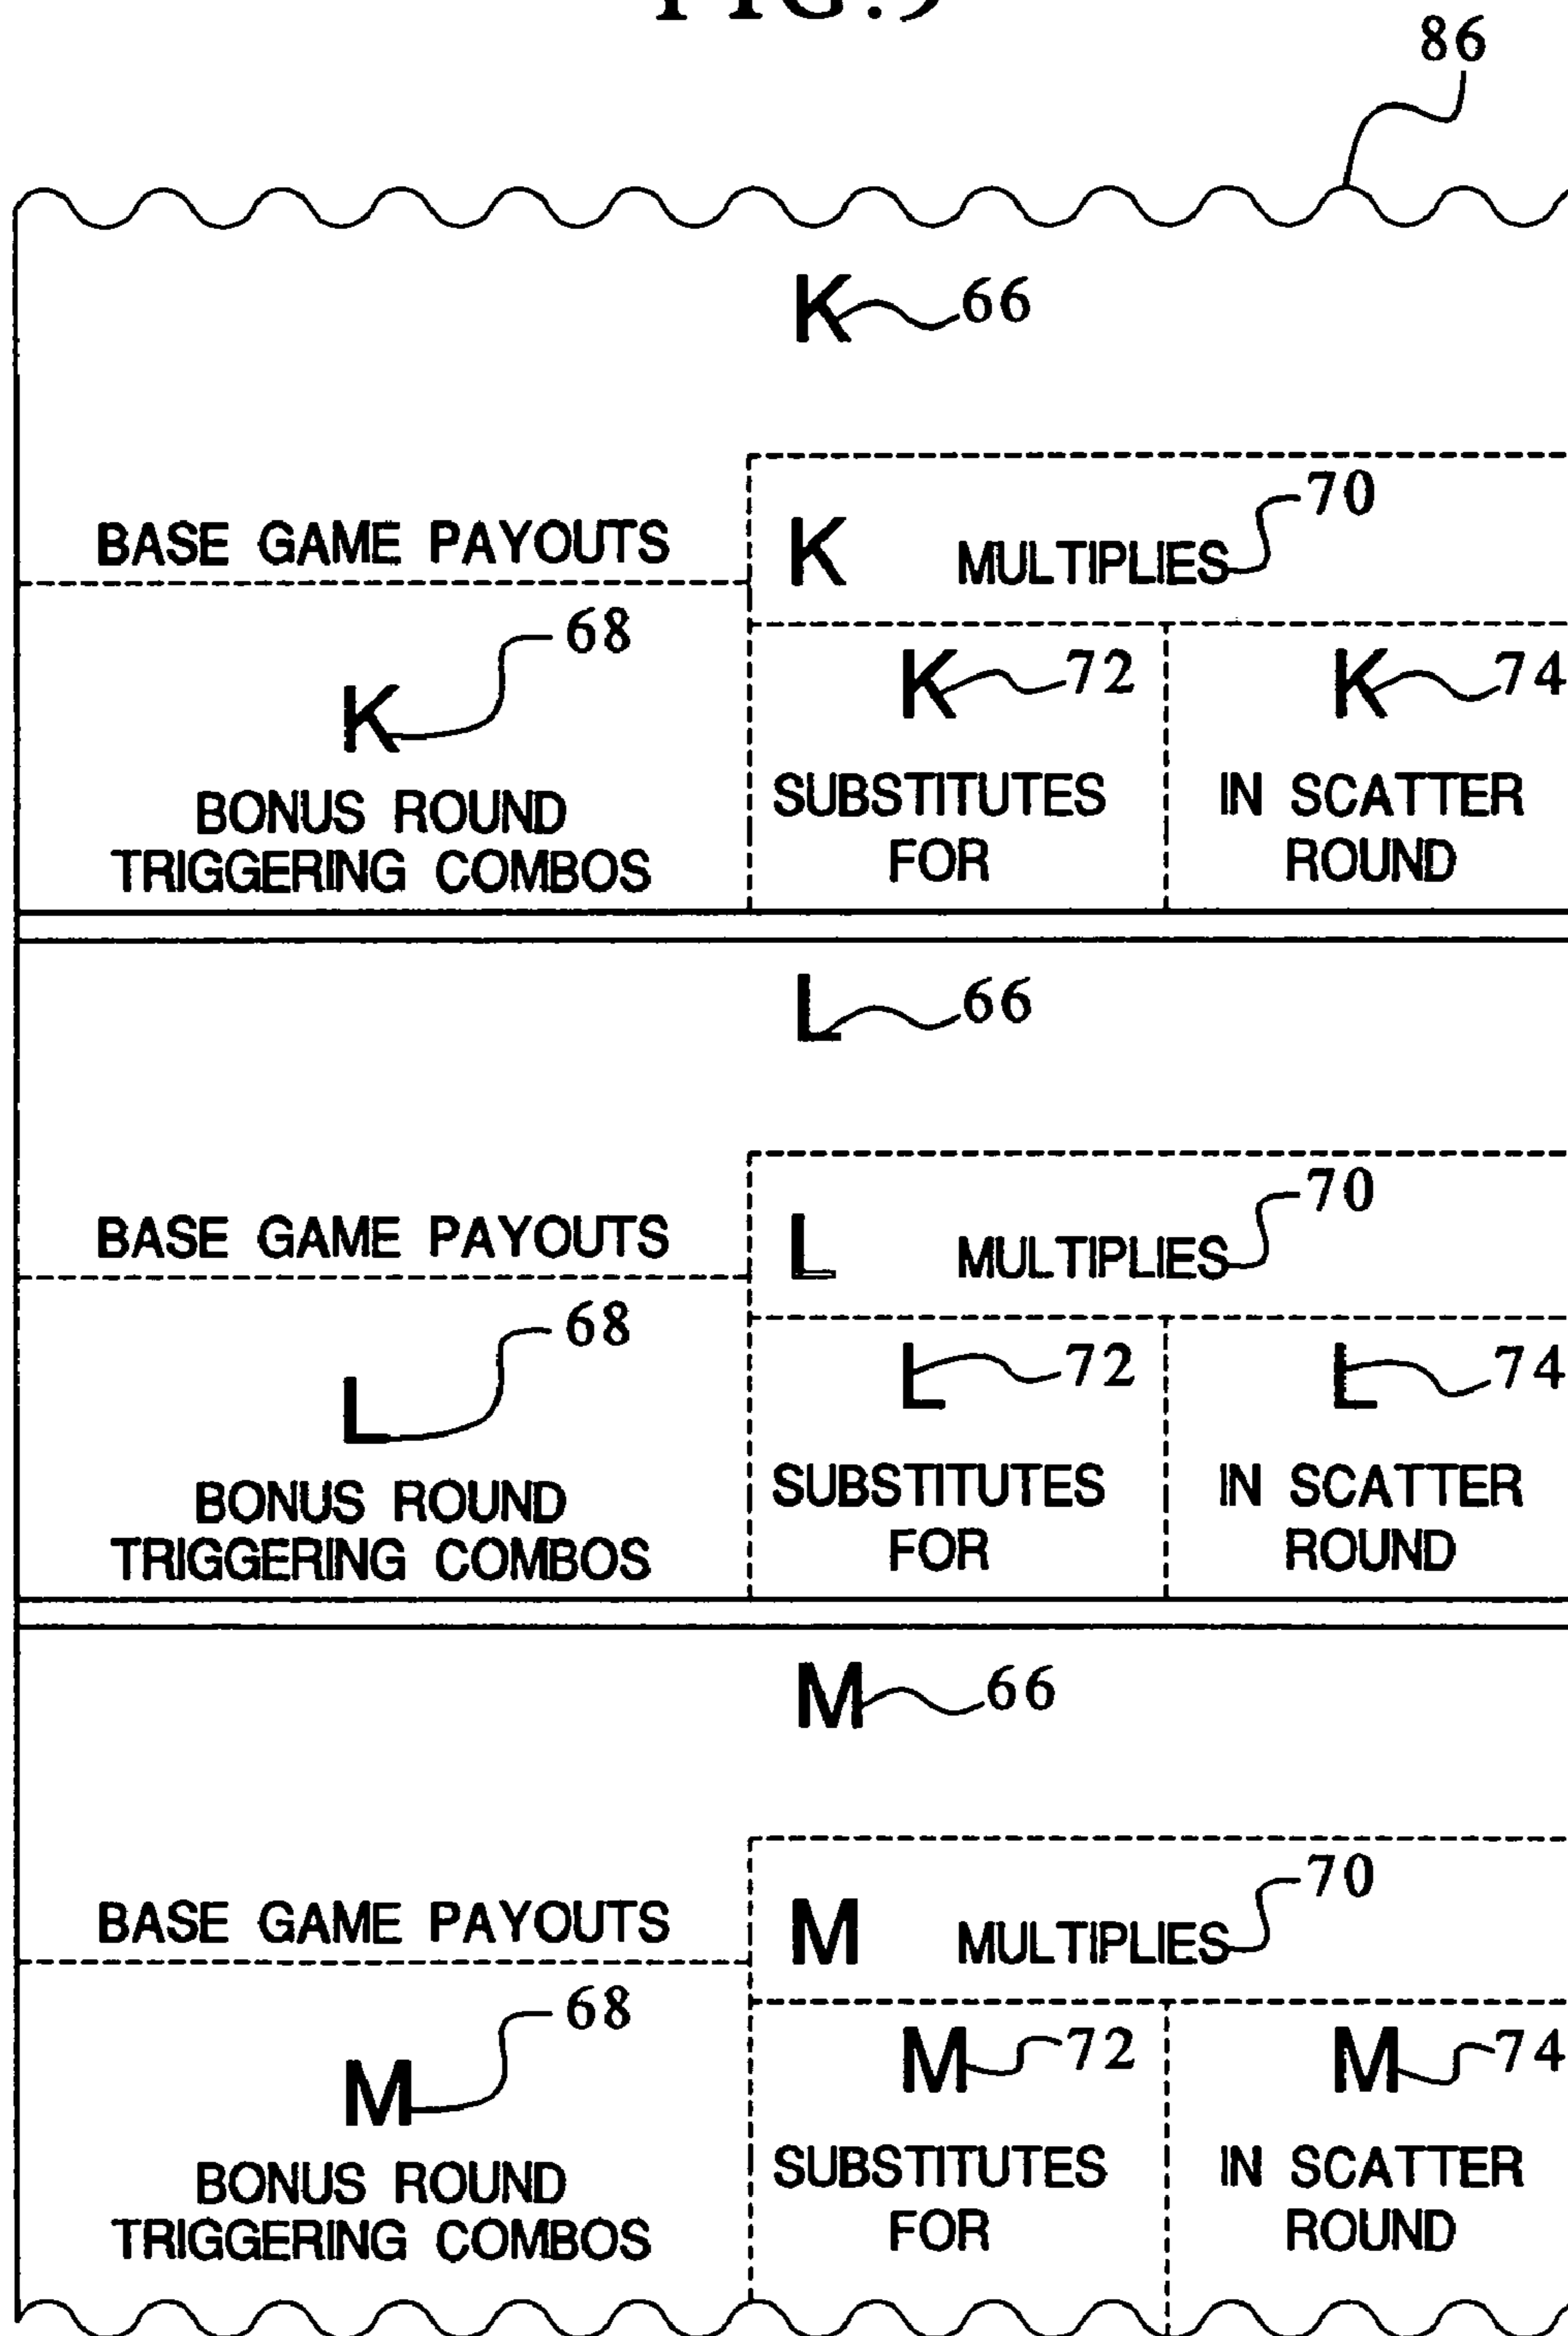 FIG.9
86
K 66
70
BASE GAME PAYOUTS
K MULTIPLIES
68
K
BONUS ROUND
TRIGGERING COMBOS
K 72
SUBSTITUTES
FOR
K 74
IN SCATTER
ROUND
L 66
70
BASE GAME PAYOUTS
L MULTIPLIES
68
L
BONUS ROUND
TRIGGERING COMBOS
L 72
SUBSTITUTES
FOR
L 74
IN SCATTER
ROUND
M 66
70
BASE GAME PAYOUTS
M MULTIPLIES
68
M
BONUS ROUND
TRIGGERING COMBOS
M 72
SUBSTITUTES
FOR
M 74
IN SCATTER
ROUND